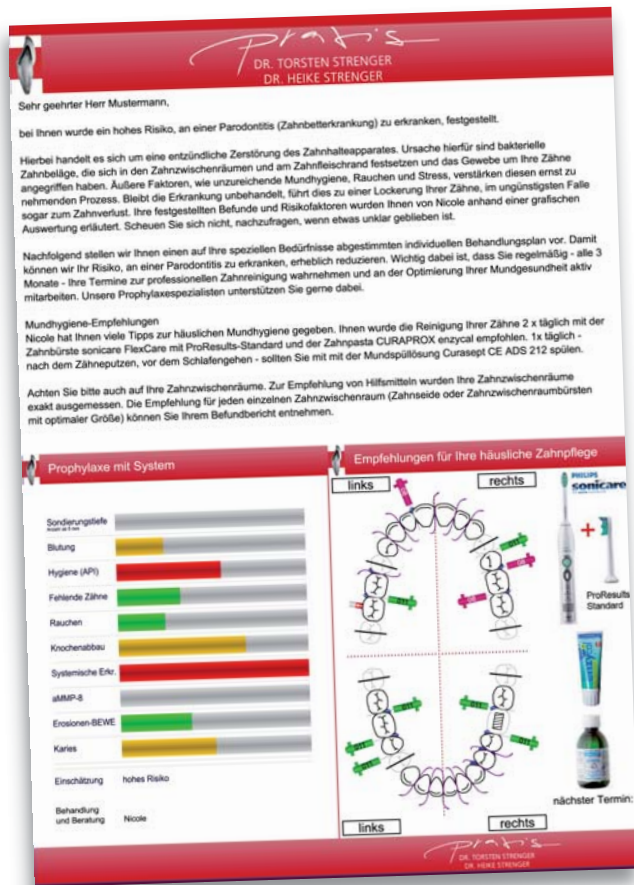 Praxis
DR. TORSTEN STRENGER
DR. HEIKE STRENGER
Sehr geehrter Herr Mustermann,
bei Ihnen wurde ein hohes Risiko, an einer Parodontitis (Zahnbetterkrankung) zu erkranken, festgestellt.
Hierbei handelt es sich um eine entzündliche Zerstörung des Zahnhalteapparates. Ursache hierfür sind bakterielle
Zahnbeläge, die sich in den Zahnzwischenräumen und am Zahnfleischrand festsetzen und das Gewebe um Ihre Zähne
angegriffen haben. Äußere Faktoren, wie unzureichende Mundhygiene, Rauchen und Stress, verstärken diesen ernst zu
nehmenden Prozess. Bleibt die Erkrankung unbehandelt, führt dies zu einer Lockerung Ihrer Zähne, im ungünstigsten Falle
sogar zum Zahnverlust. Ihre festgestellten Befunde und Risikofaktoren wurden Ihnen von Nicole anhand einer grafischen
Auswertung erläutert. Scheuen Sie sich nicht, nachzufragen, wenn etwas unklar geblieben ist.
Nachfolgend stellen wir Ihnen einen auf Ihre speziellen Bedürfnisse abgestimmten individuellen Behandlungsplan vor. Damit
können wir Ihr Risiko, an einer Parodontitis zu erkranken, erheblich reduzieren. Wichtig dabei ist, dass Sie regelmäßig - alle 3
Monate - Ihre Termine zur professionellen Zahnreinigung wahrnehmen und an der Optimierung Ihrer Mundgesundheit aktiv
mitarbeiten. Unsere Prophylaxespezialisten unterstützen Sie gerne dabei.
Mundhygiene-Empfehlungen
Nicole hat Ihnen viele Tipps zur häuslichen Mundhygiene gegeben. Ihnen wurde die Reinigung Ihrer Zähne 2 x täglich mit der
Zahnbürste sonicare FlexCare mit ProResults-Standard und der Zahnpasta CURAPROX enzycal empfohlen. 1x täglich -
nach dem Zähneputzen, vor dem Schlafengehen - sollten Sie mit mit der Mundspüllösung Curasept CE ADS 212 spülen.
Achten Sie bitte auch auf Ihre Zahnzwischenräume. Zur Empfehlung von Hilfsmitteln wurden Ihre Zahnzwischenräume
exakt ausgemessen. Die Empfehlung für jeden einzelnen Zahnzwischenraum (Zahnseide oder Zahnzwischenraumbürsten
mit optimaler Größe) können Sie Ihrem Befundbericht entnehmen.
Prophylaxe mit System
Sondierungstiefe
Blutung
Hygiene (API)
Fehlende Zähne
Rauchen
Knochenabbau
Systemische Erkr.
aMMP-8
Erosionen-BEWE
Karies
Einschätzung hohes Risiko
Behandlung
und Beratung Nicole
Empfehlungen für Ihre häusliche Zahnpflege
links
rechts
PHILIPS
sonicare
ProResults
Standard
011
011
011
011
011
011
011
nächster Termin:
links
rechts
Praxis
DR. TORSTEN STRENGER
DR. HEIKE STRENGER